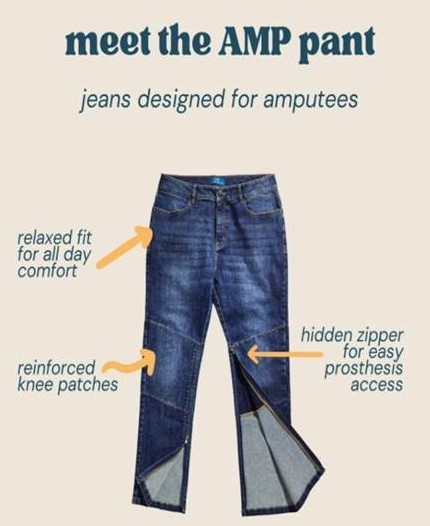 meet the AMP pant
jeans designed for amputees
relaxed fit
for all day
comfort
hidden zipper
for easy
prosthesis
access
reinforced
knee patches